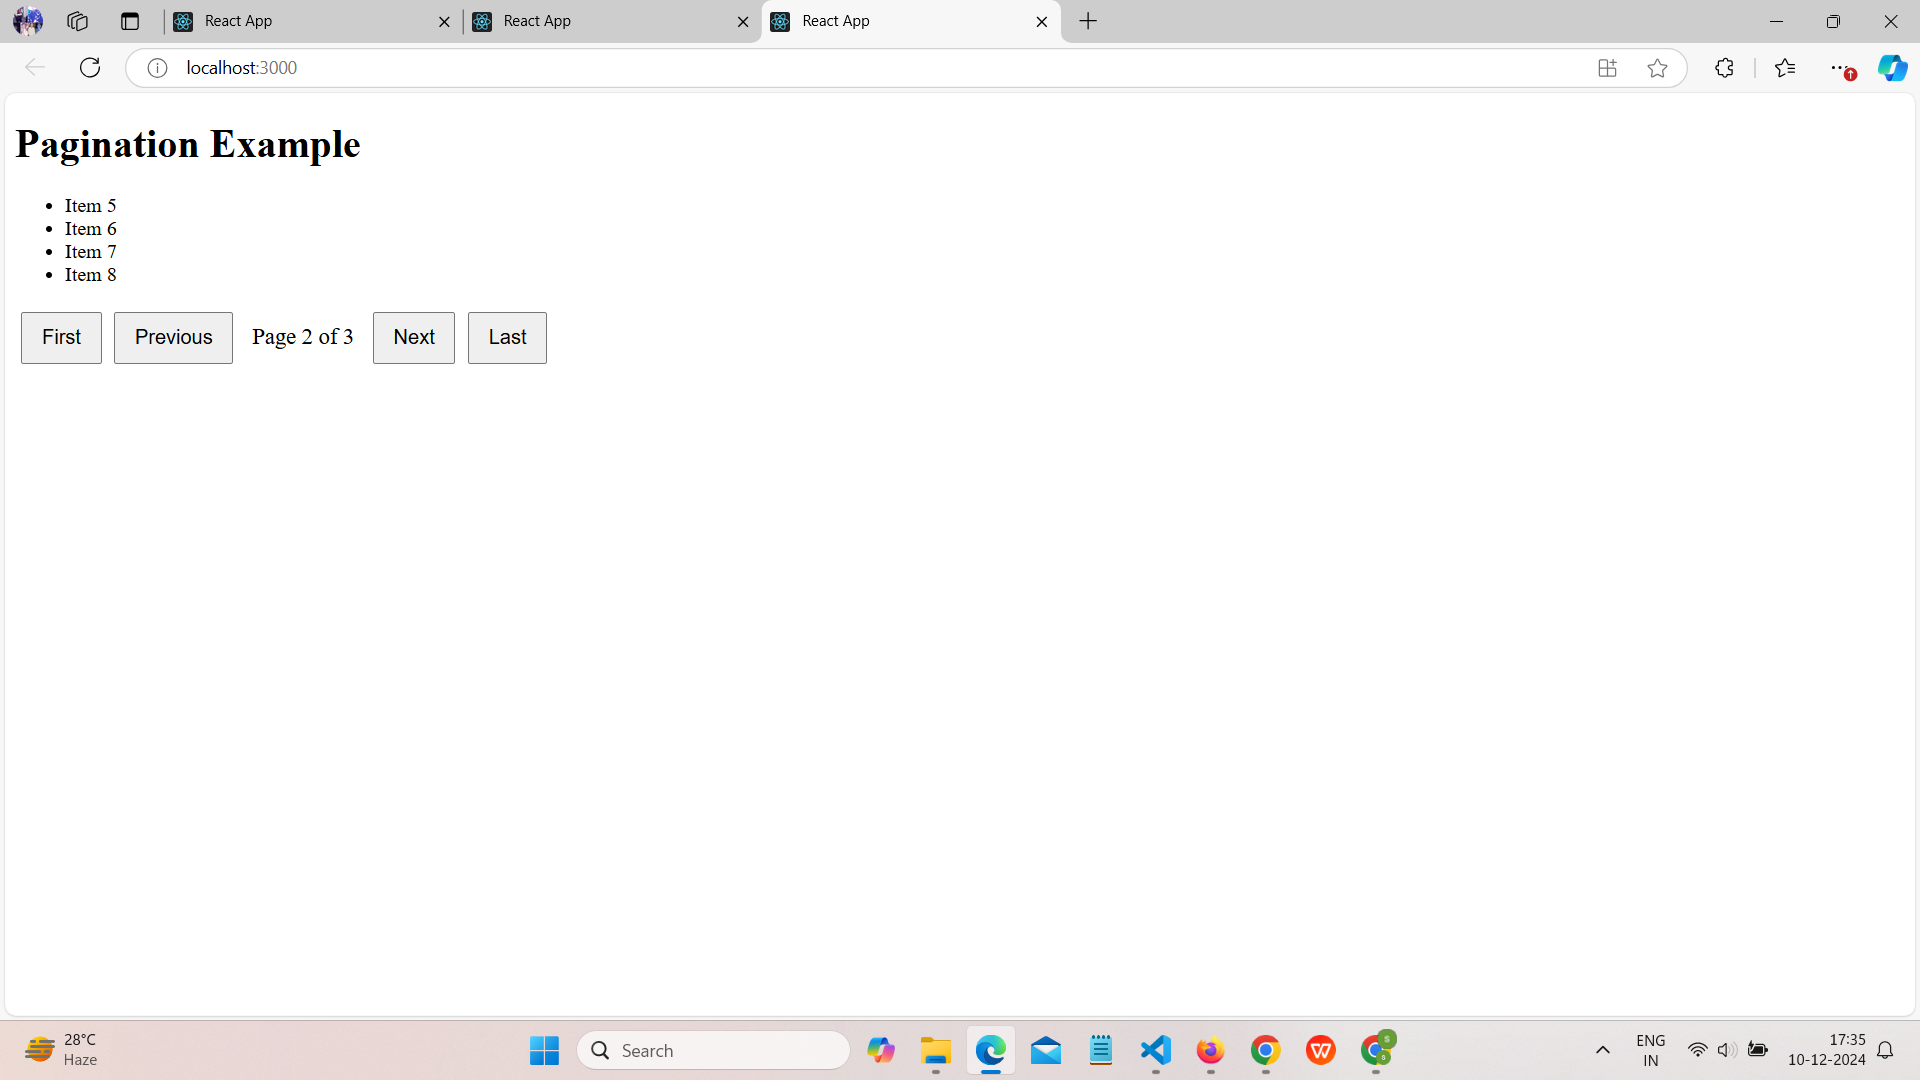 React App
React App
React App
localhost:3000
Pagination Example
Item 5
Item 6
Item 7
Item 8
First Previous Page 2 of 3 Next Last
28°C
Haze
Search
ENG
IN
17:35
10-12-2024